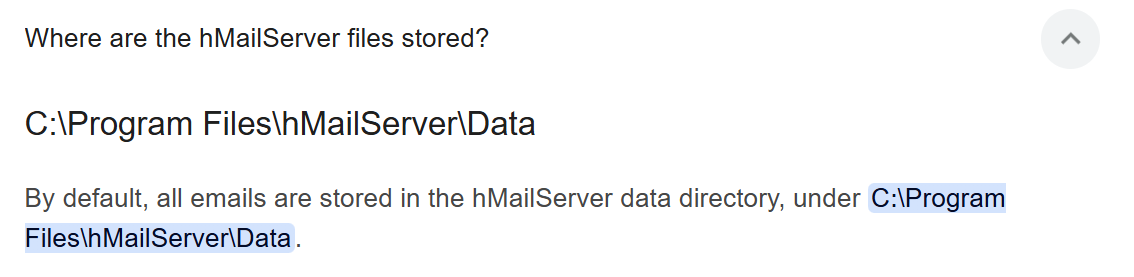 Where are the hMailServer files stored?
C:\Program Files\hMailServer\Data
By default, all emails are stored in the hMailServer data directory, under C:\Program
Files\hMailServer\Data.